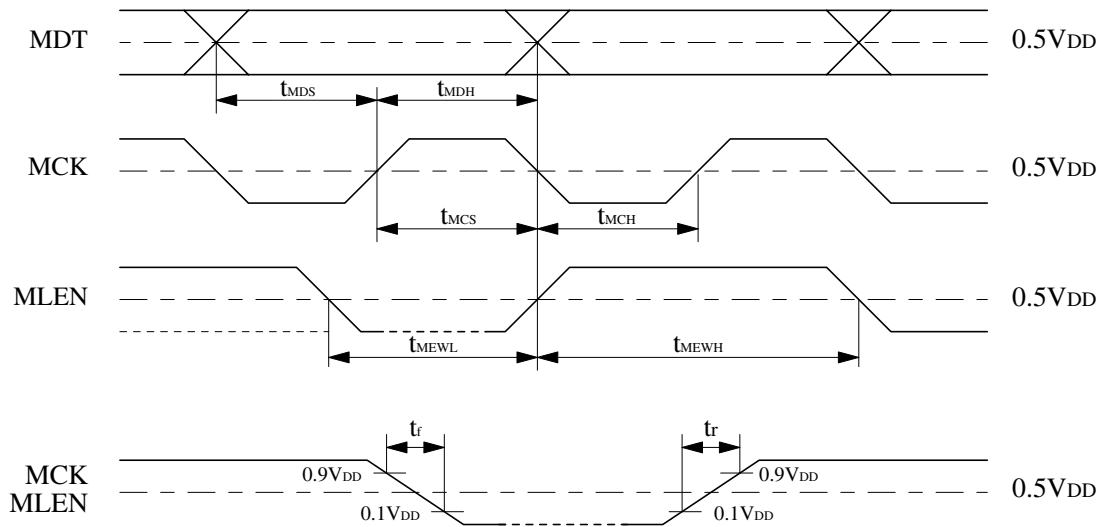 MDT 0.5VDD
tMDS tMDH
MCK 0.5VDD
tMCS tMCH
MLEN 0.5VDD
tMEWL tMEWH
tf tr
MCK 0.9VDD 0.9VDD 0.5VDD
MLEN 0.1VDD 0.1VDD